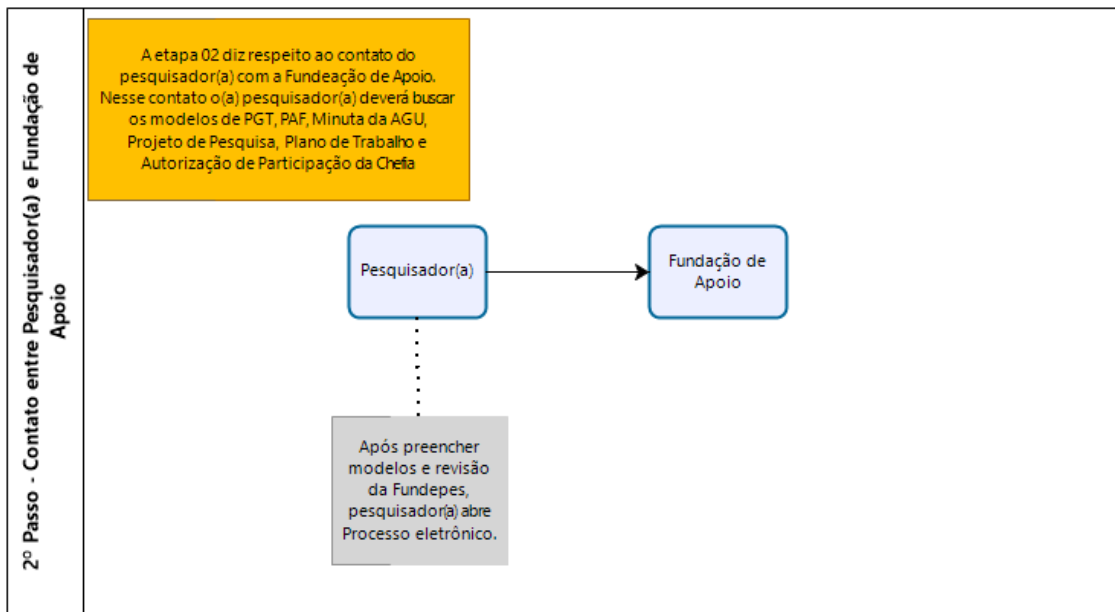 2º Passo - Contato entre Pesquisador(a) e Fundação de
Apoio
A etapa 02 diz respeito ao contato do
pesquisador(a) com a Fundeação de Apoio.
Nesse contato o(a) pesquisador(a) deverá buscar
os modelos de PGT, PAF, Minuta da AGU,
Projeto de Pesquisa, Plano de Trabalho e
Autorização de Participação da Chefia
Pesquisador(a)
Fundação de
Apoio
Após preencher
modelos e revisão
da Fundepes,
pesquisador(a) abre
Processo eletrônico.